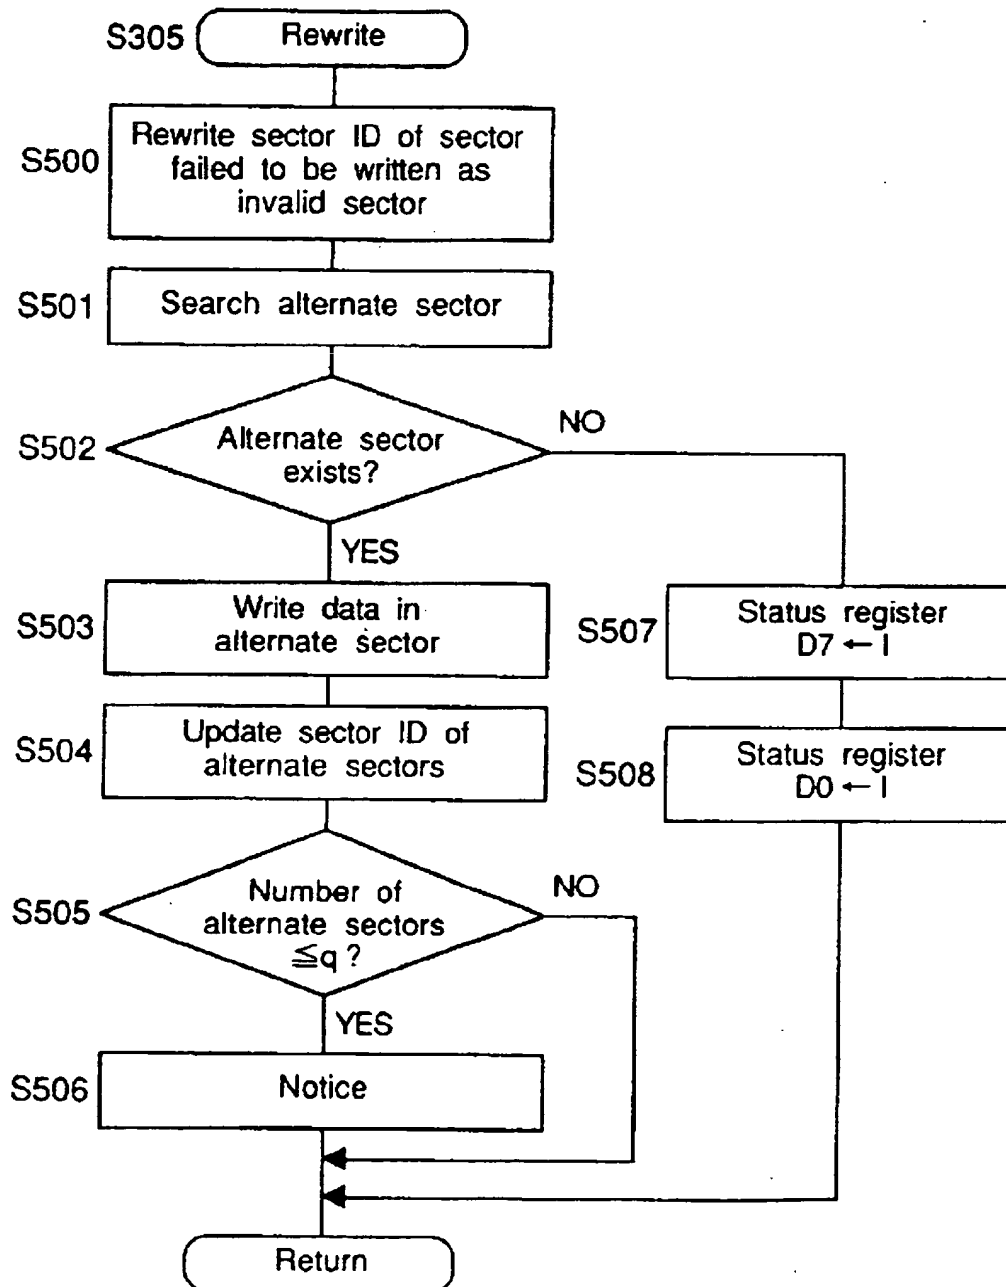 S305
Rewrite
S500
Rewrite sector ID of sector
failed to be written as
invalid sector
S501
Search alternate sector
S502
Alternate sector
exists?
NO
YES
S503
Write data in
alternate sector
S504
Update sector ID of
alternate sectors
S507
Status register
D7 ← I
S508
Status register
D0 ← I
S505
Number of
alternate sectors
≦q ?
NO
YES
S506
Notice
Return